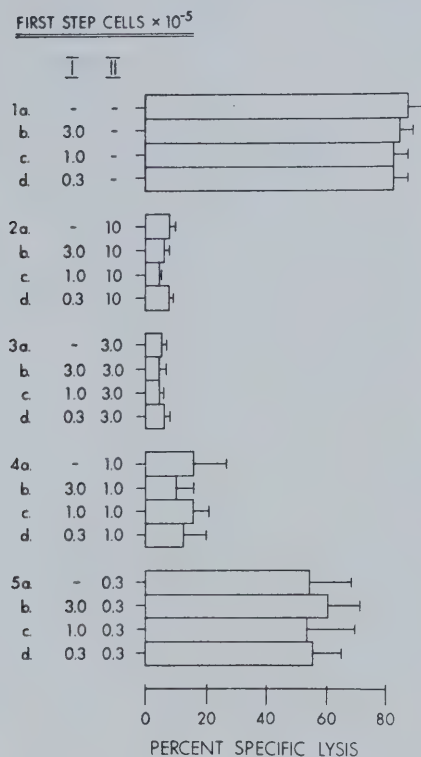 FIRST STEP CELLS × 10⁻⁵
I II
1a. - -
b. 3.0 -
c. 1.0 -
d. 0.3 -
2a. - 10
b. 3.0 10
c. 1.0 10
d. 0.3 10
3a. - 3.0
b. 3.0 3.0
c. 1.0 3.0
d. 0.3 3.0
4a. - 1.0
b. 3.0 1.0
c. 1.0 1.0
d. 0.3 1.0
5a. - 0.3
b. 3.0 0.3
c. 1.0 0.3
d. 0.3 0.3
0 20 40 60 80
PERCENT SPECIFIC LYSIS